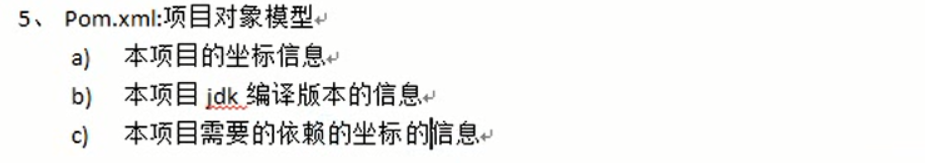 5、 Pom.xml:项目对象模型
a) 本项目的坐标信息
b) 本项目 jdk 编译版本的信息
c) 本项目需要的依赖的坐标的信息